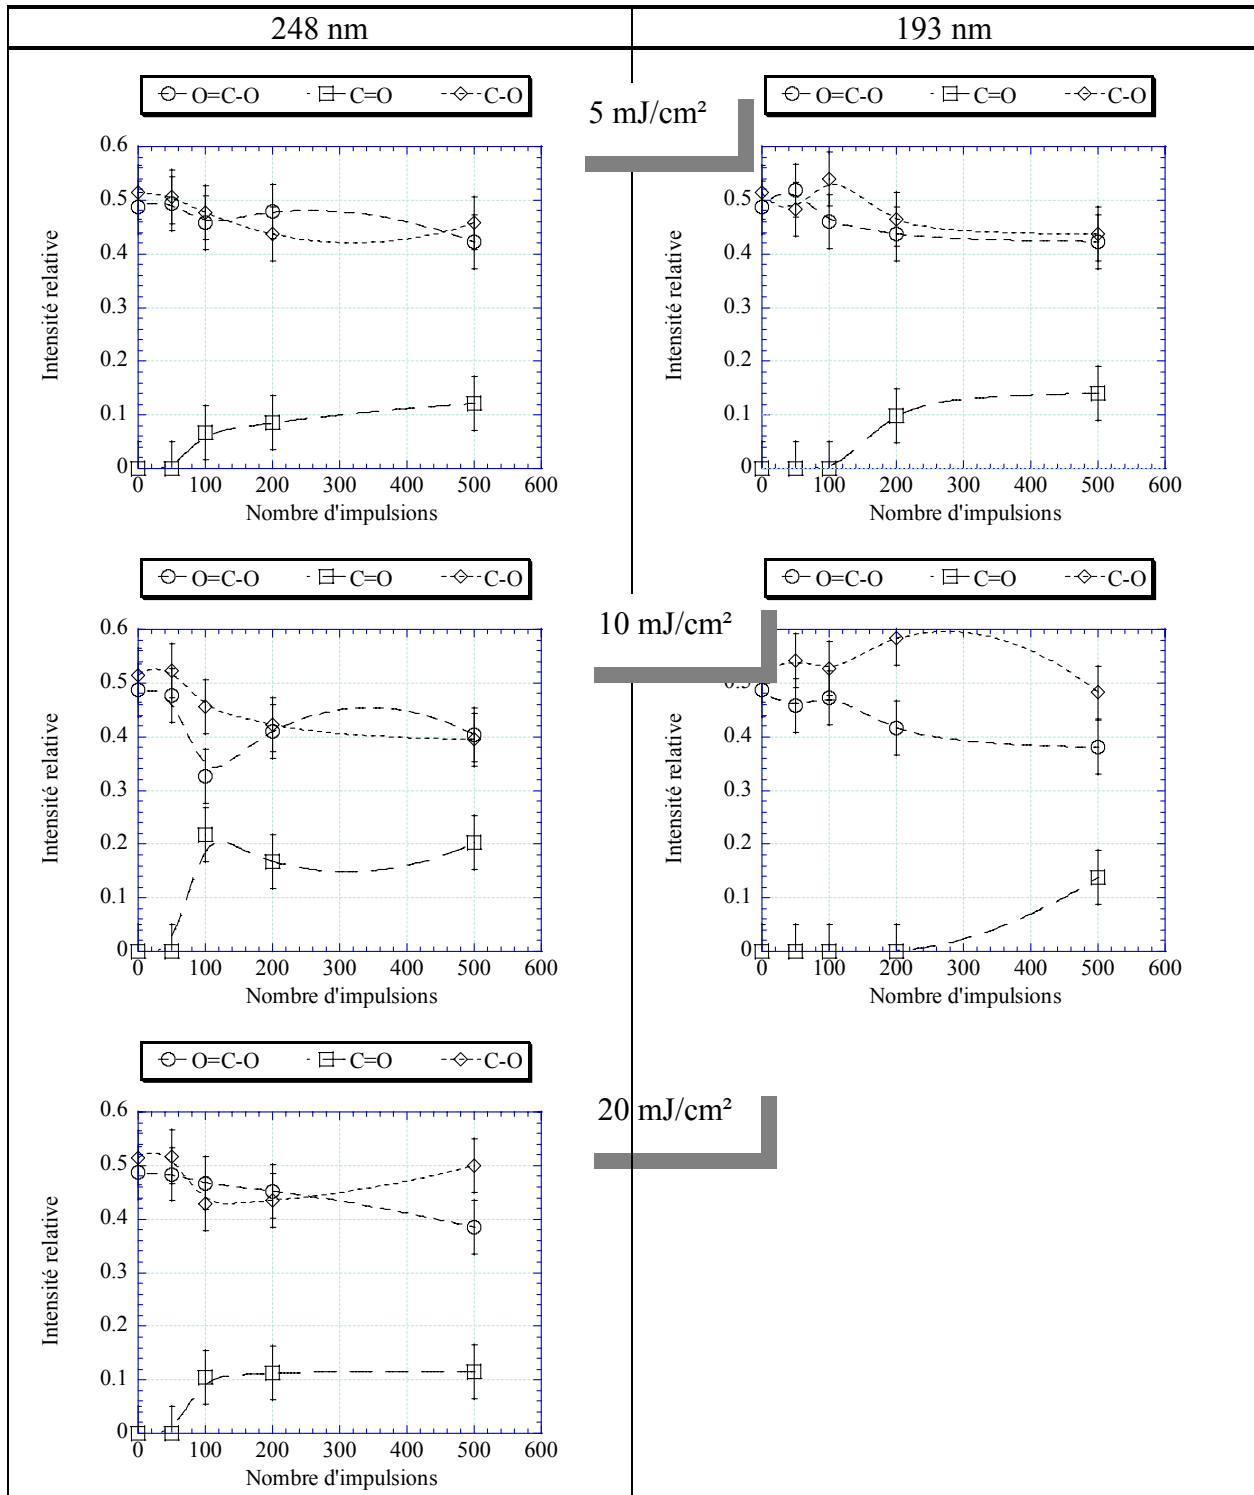 248 nm
193 nm
5 mJ/cm²
O=C-O C=O C-O
0.6
0.5
0.4
0.3
0.2
0.1
0
Intensité relative
0 100 200 300 400 500 600
Nombre d'impulsions
O=C-O C=O C-O
0.6
0.5
0.4
0.3
0.2
0.1
0
Intensité relative
0 100 200 300 400 500 600
Nombre d'impulsions
10 mJ/cm²
O=C-O C=O C-O
0.6
0.5
0.4
0.3
0.2
0.1
0
Intensité relative
0 100 200 300 400 500 600
Nombre d'impulsions
O=C-O C=O C-O
0.4
0.3
0.2
0.1
0
Intensité relative
0 100 200 300 400 500 600
Nombre d'impulsions
20 mJ/cm²
O=C-O C=O C-O
0.6
0.5
0.4
0.3
0.2
0.1
0
Intensité relative
0 100 200 300 400 500 600
Nombre d'impulsions